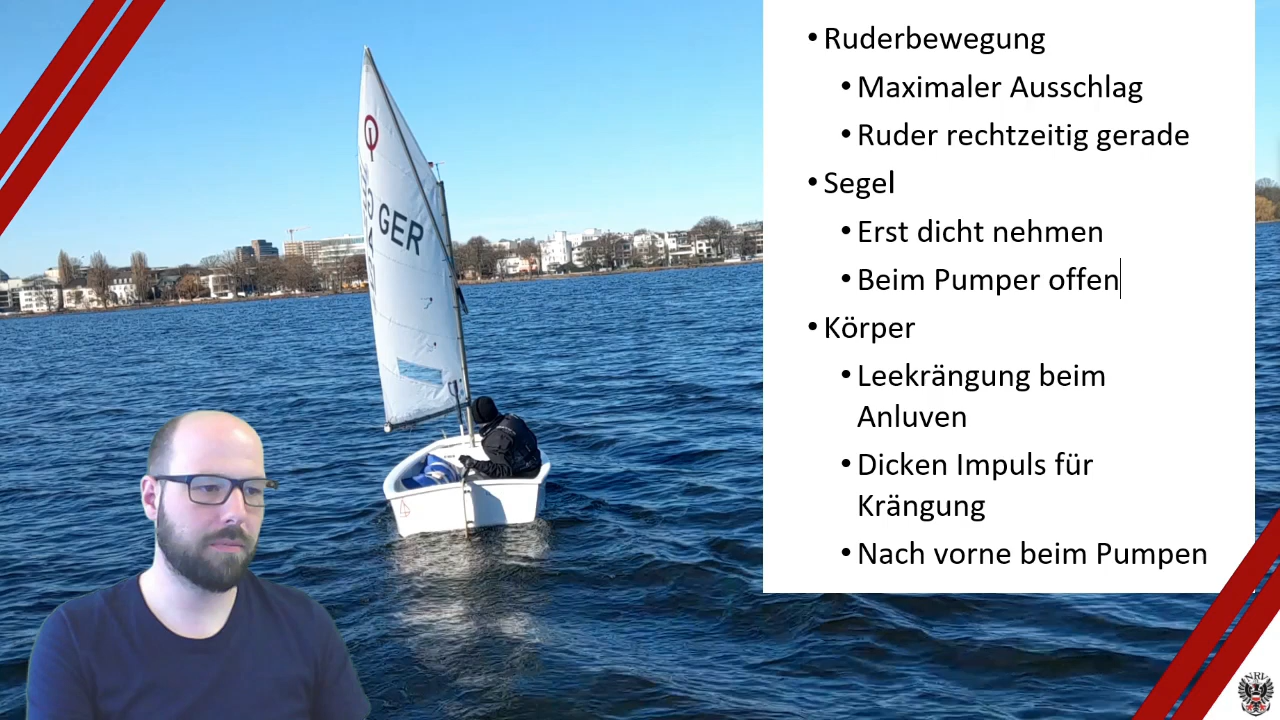 Ruderbewegung
Maximaler Ausschlag
Ruder rechtzeitig gerade
Segel
Erst dicht nehmen
Beim Pumper offen
Körper
Leekrängung beim
Anluven
Dicken Impuls für
Krängung
Nach vorne beim Pumpen
GER
NRV